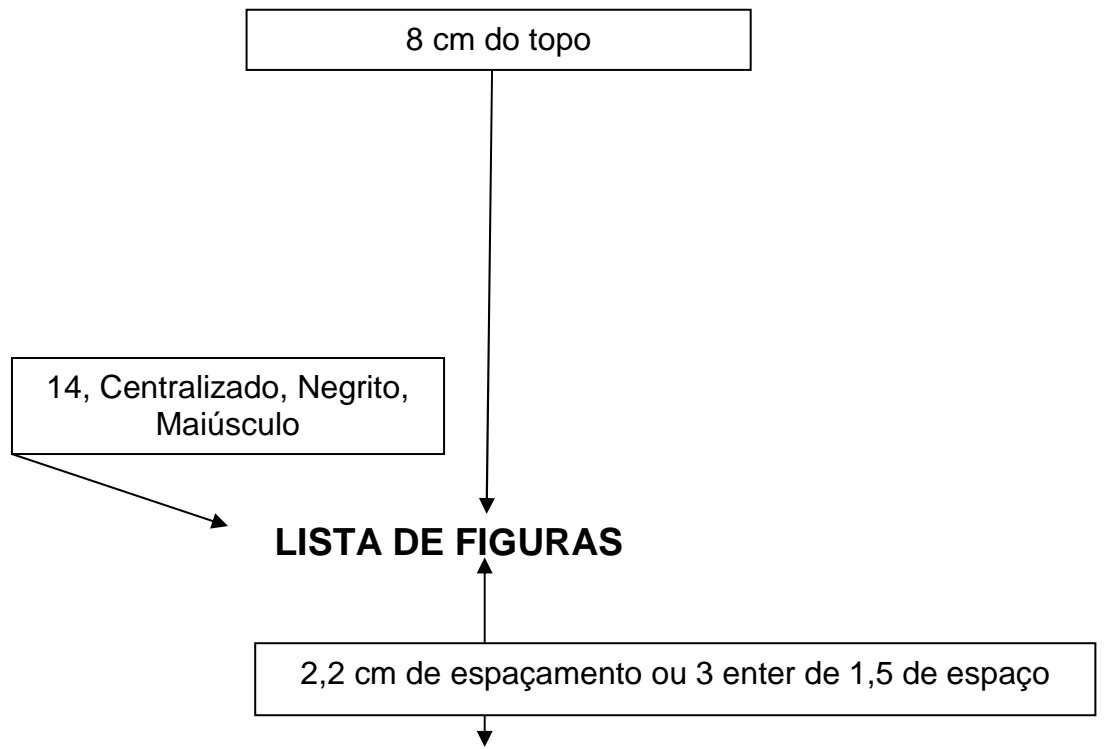 8 cm do topo
14, Centralizado, Negrito,
Maiúsculo
LISTA DE FIGURAS
2,2 cm de espaçamento ou 3 enter de 1,5 de espaço